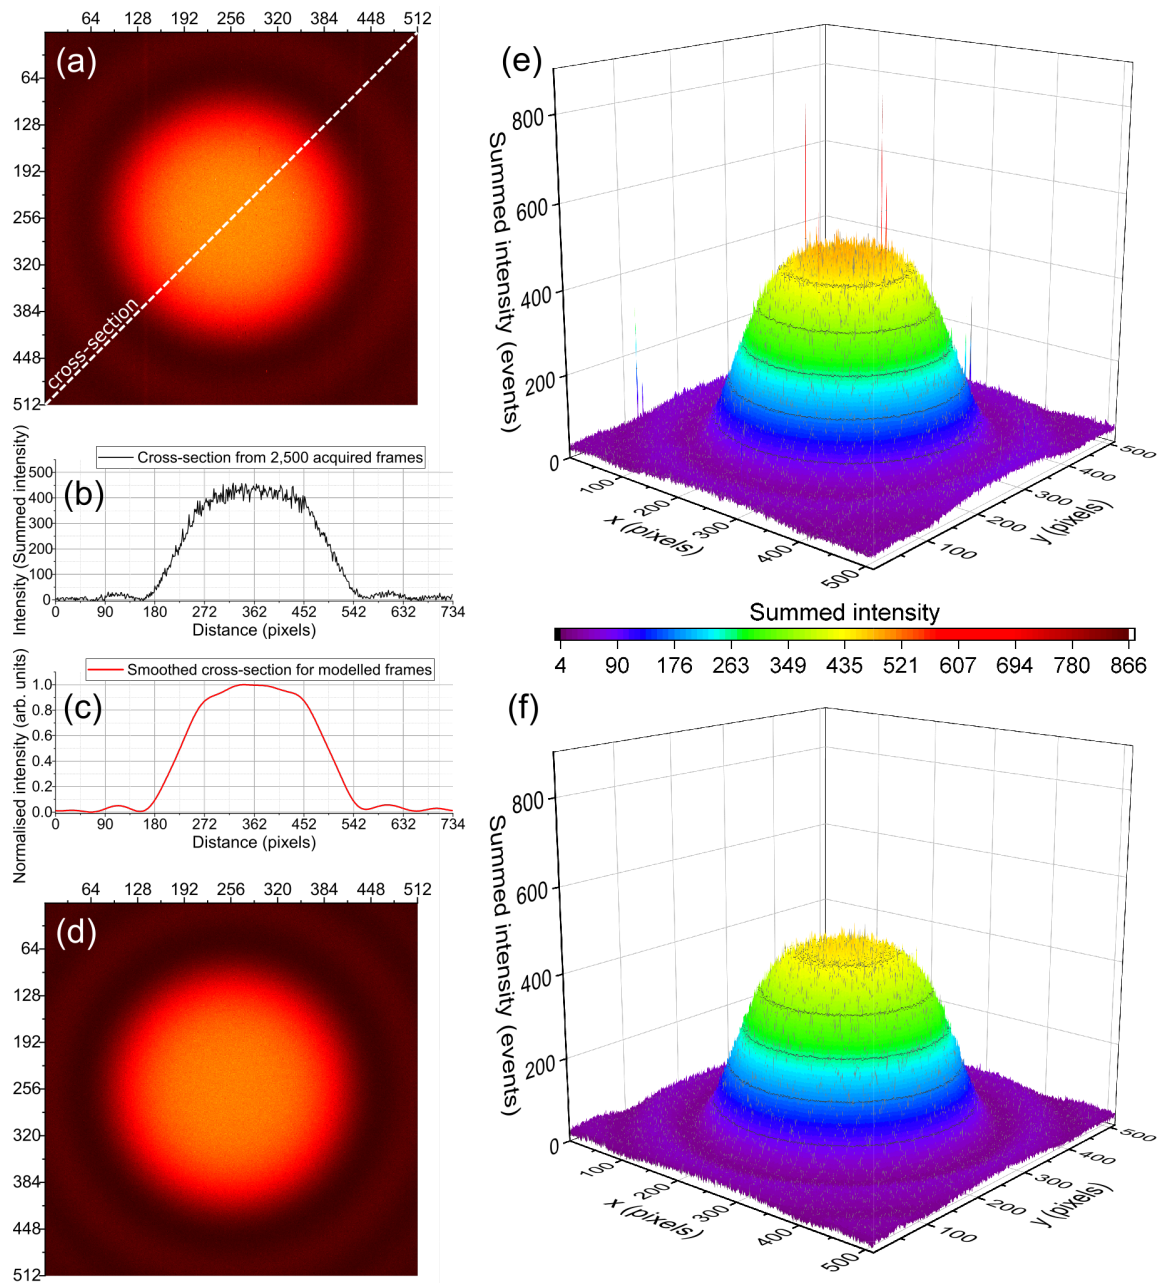 64 128 192 256 320 384 448 512
(a)
64
128
192
256
320
384
448
512
cross-section
Intensity (Summed intensity)
Cross-section from 2,500 acquired frames
(b)
500
400
300
200
100
0
0 90 180 272 362 452 542 632 734
Distance (pixels)
Normalised intensity (arb. units)
Smoothed cross-section for modelled frames
(c)
1.0
0.8
0.6
0.4
0.2
0.0
0 90 180 272 362 452 542 632 734
Distance (pixels)
64 128 192 256 320 384 448 512
(d)
64
128
192
256
320
384
448
512
(e)
Summed intensity (events)
800
600
400
200
0
100 200 300 400 500
x (pixels)
100 200 300 400 500
y (pixels)
Summed intensity
4 90 176 263 349 435 521 607 694 780 866
(f)
Summed intensity (events)
800
600
400
200
0
100 200 300 400 500
x (pixels)
100 200 300 400 500
y (pixels)